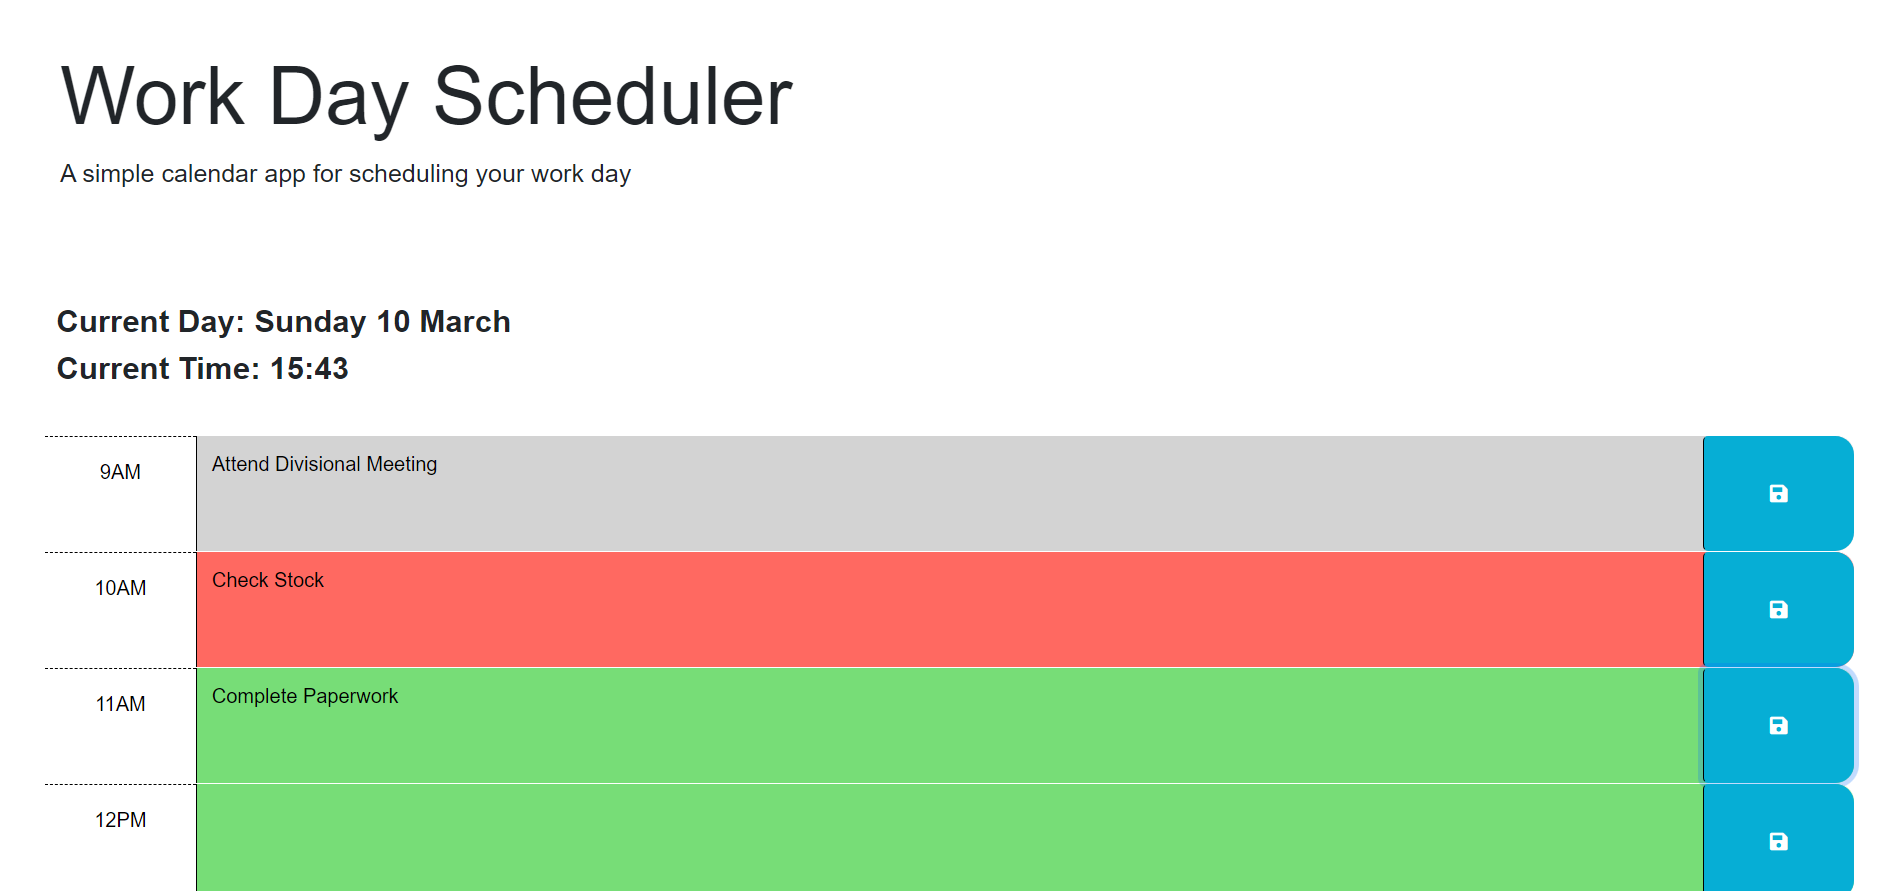 Work Day Scheduler
A simple calendar app for scheduling your work day
Current Day: Sunday 10 March
Current Time: 15:43
9AM
Attend Divisional Meeting
10AM
Check Stock
11AM
Complete Paperwork
12PM